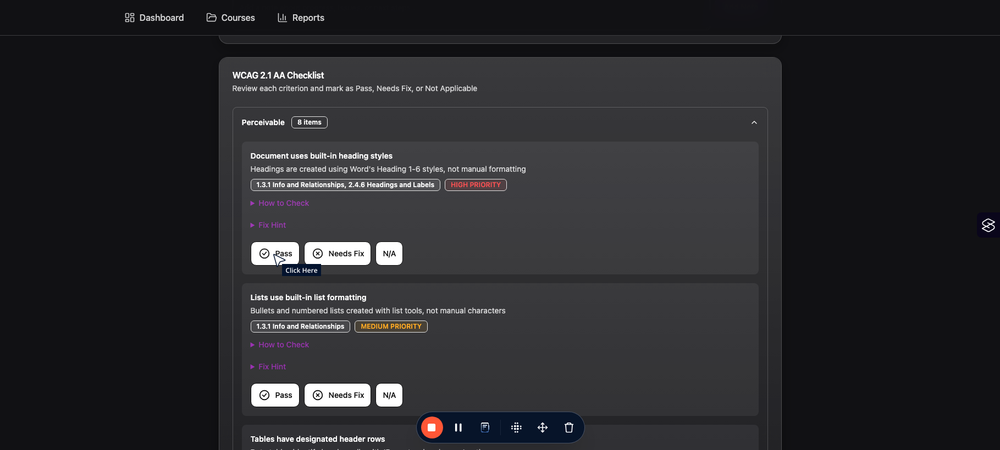 Dashboard
Courses
Reports
WCAG 2.1 AA Checklist
Review each criterion and mark as Pass, Needs Fix, or Not Applicable
Perceivable 8 items
Document uses built-in heading styles
Headings are created using Word's Heading 1-6 styles, not manual formatting
1.3.1 Info and Relationships, 2.4.6 Headings and Labels HIGH PRIORITY
How to Check
Fix Hint
Pass Needs Fix N/A
Click Here
Lists use built-in list formatting
Bullets and numbered lists created with list tools, not manual characters
1.3.1 Info and Relationships MEDIUM PRIORITY
How to Check
Fix Hint
Pass Needs Fix N/A
Tables have designated header rows